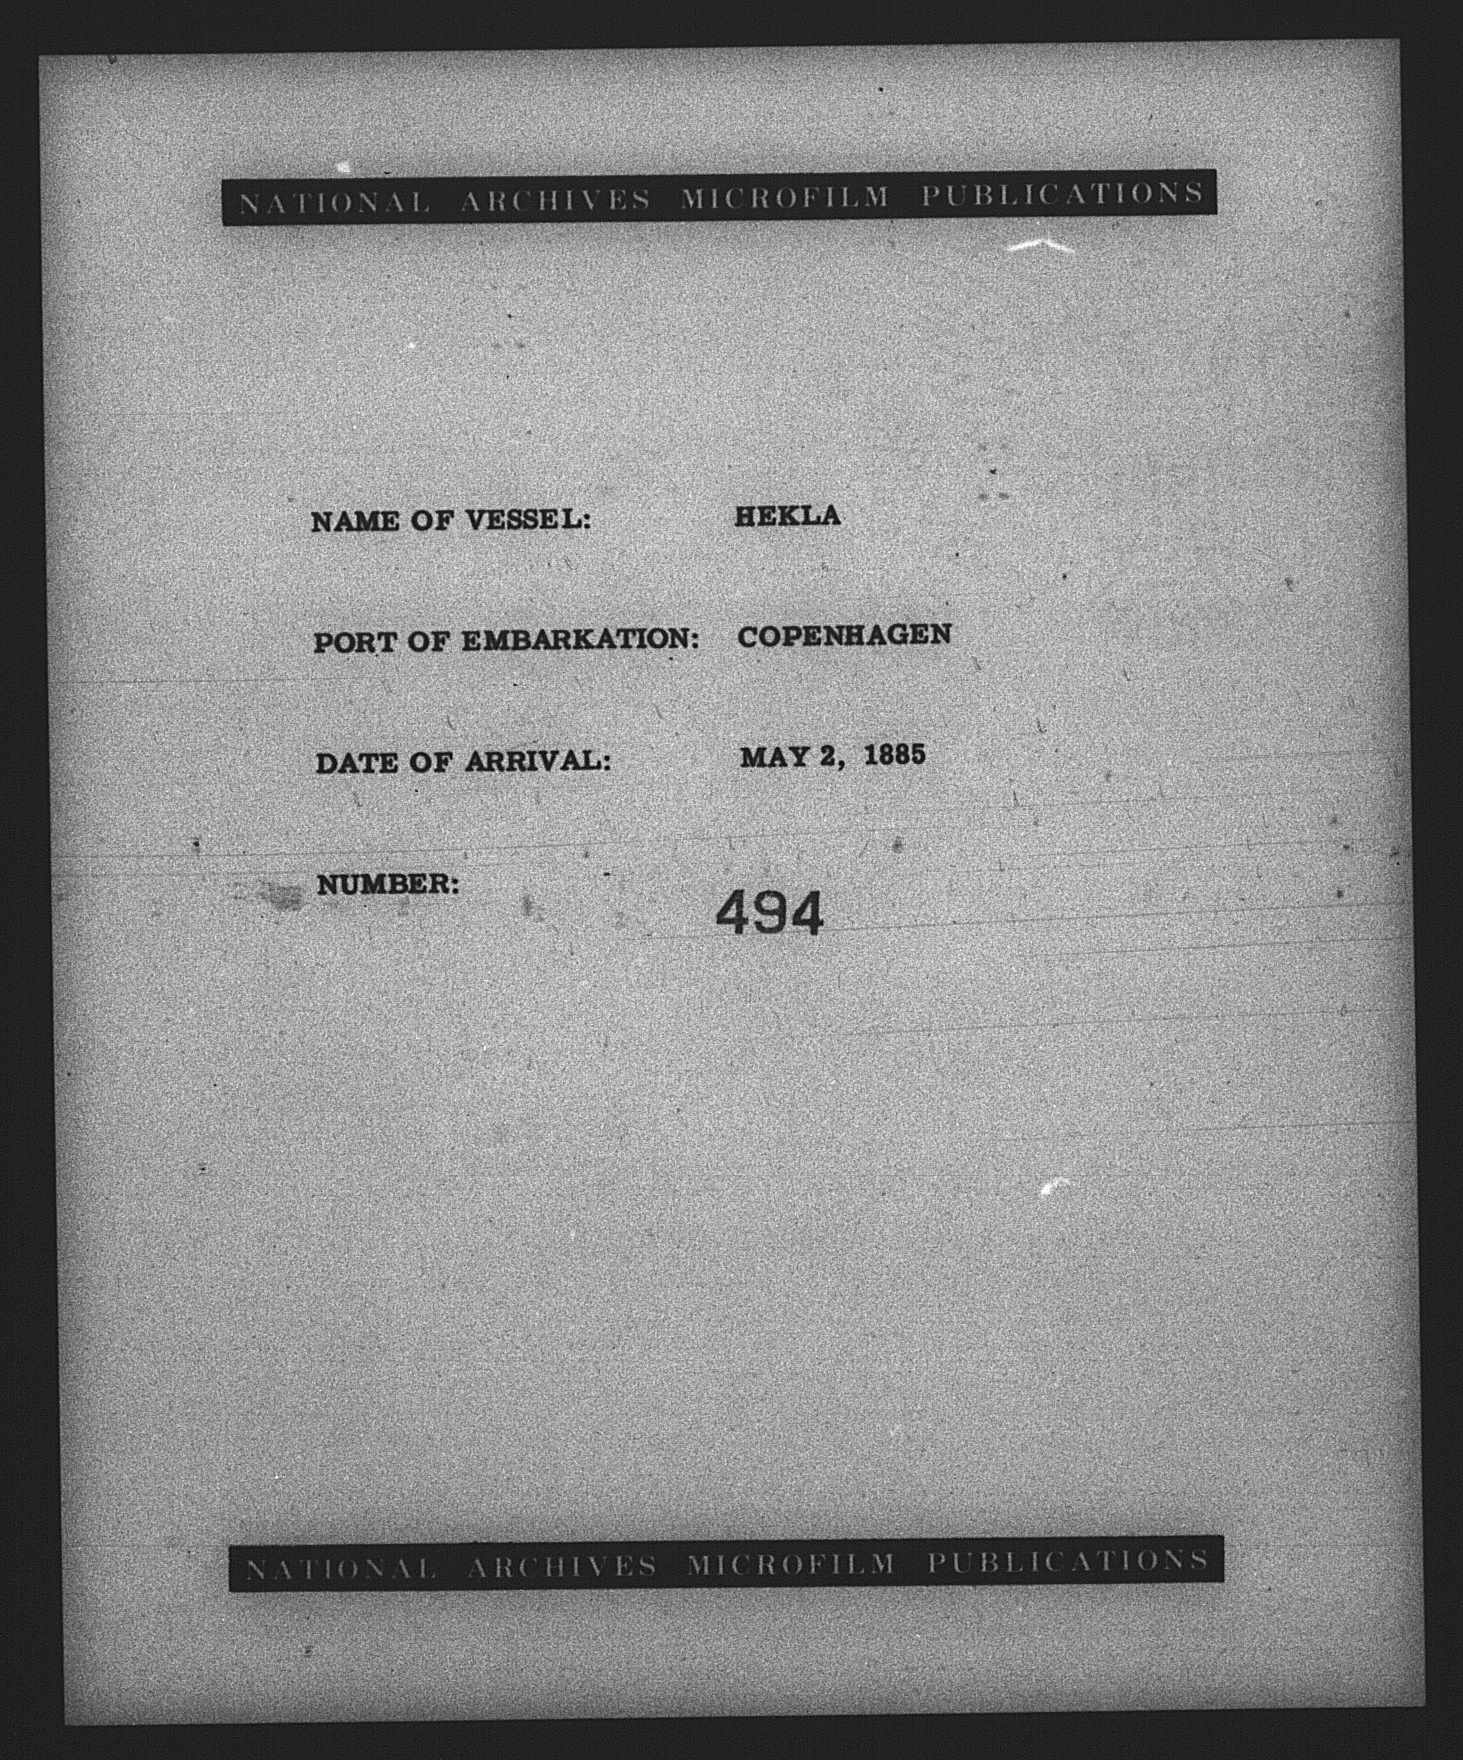 NATIONAL ARCHIVES MICROFILM PUBLICATIONS
NAME OF VESSEL: HEKLA
PORT OF EMBARKATION: COPENHAGEN
DATE OF ARRIVAL: MAY 2, 1885
NUMBER: 494
NATIONAL ARCHIVES MICROFILM PUBLICATIONS